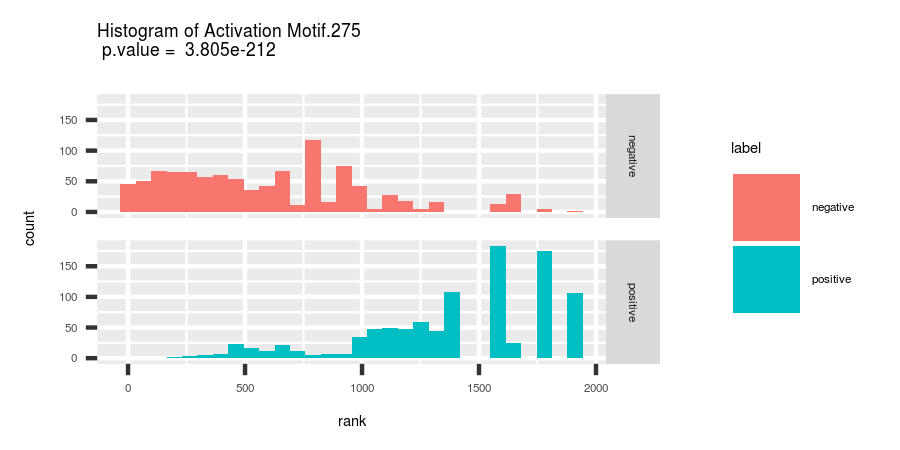 Histogram of Activation Motif.275
p.value = 3.805e-212
count
150
100
50
0
negative
150
100
50
0
positive
0
500
1000
1500
2000
rank
label
negative
positive